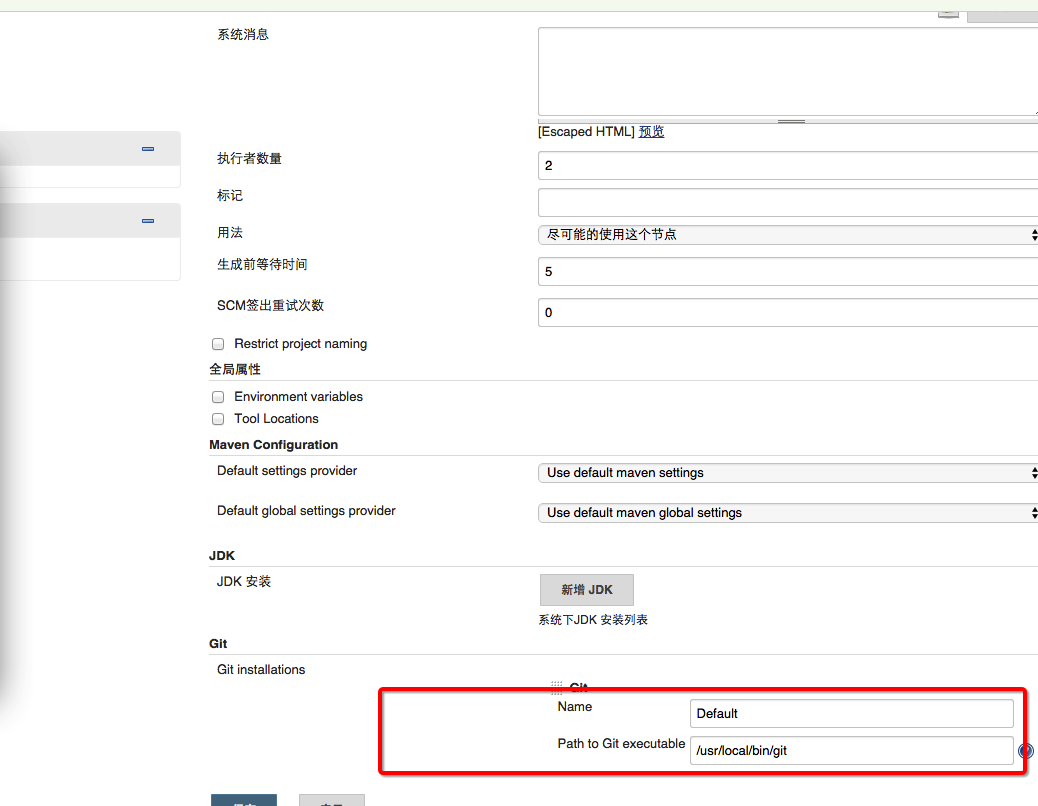 系统消息
[Escaped HTML] 预览
执行者数量
2
标记
用法
尽可能的使用这个节点
生成前等待时间
5
SCM签出重试次数
0
Restrict project naming
全局属性
Environment variables
Tool Locations
Maven Configuration
Default settings provider
Use default maven settings
Default global settings provider
Use default maven global settings
JDK
JDK 安装
新增 JDK
系统下JDK 安装列表
Git
Git installations
Git
Name
Default
Path to Git executable
/usr/local/bin/git